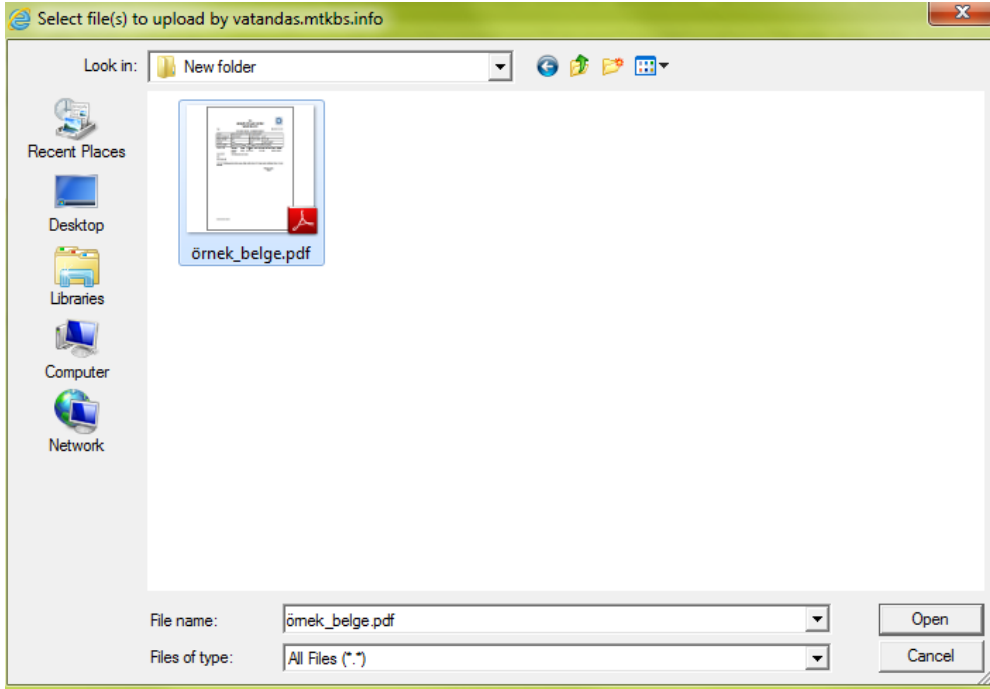 Select file(s) to upload by vatandas.mtkbs.info
Look in: New folder
Recent Places
Desktop
Libraries
Computer
Network
örnek_belge.pdf
File name: örnek_belge.pdf Open
Files of type: All Files (*.*) Cancel